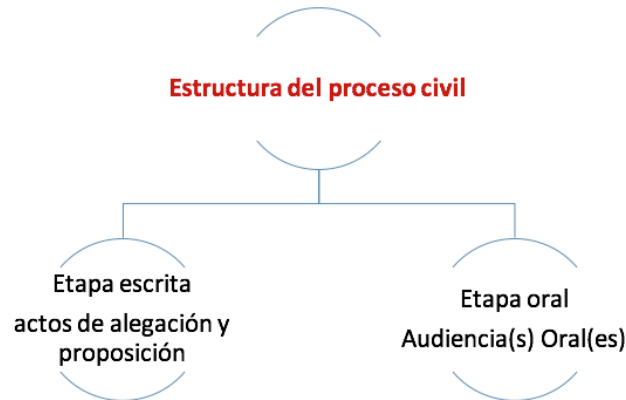 Estructura del proceso civil
Etapa escrita
actos de alegación y
proposición
Etapa oral
Audiencia(s) Oral(es)